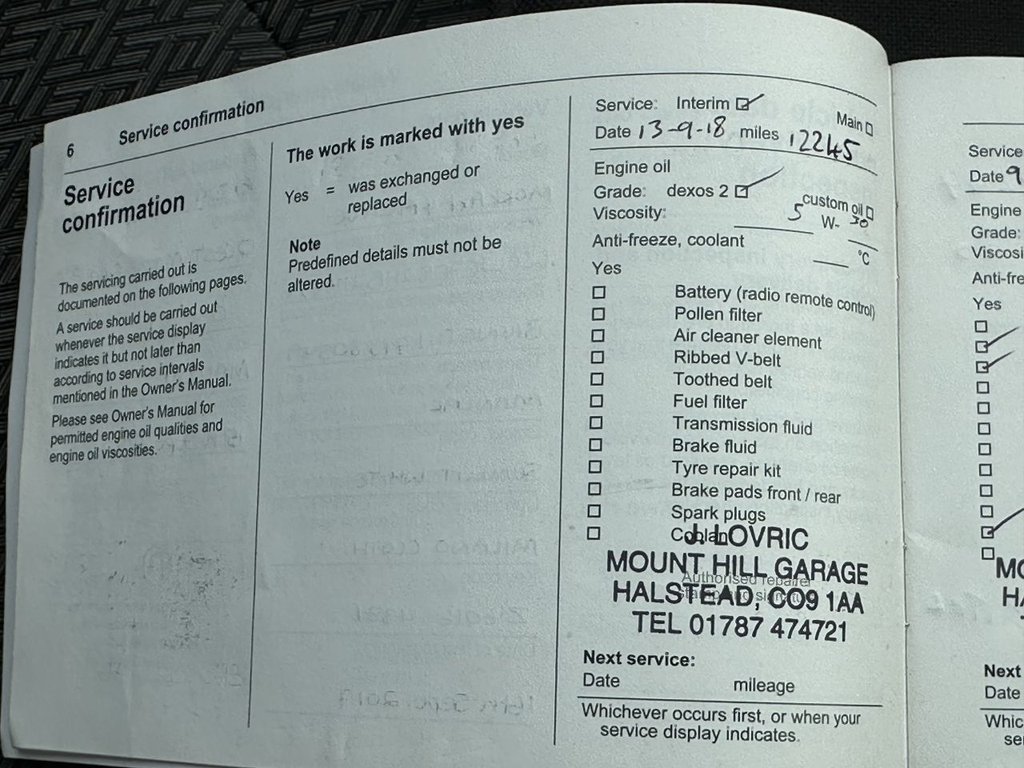 6 Service confirmation
Service
confirmation
The servicing carried out is
documented on the following pages.
A service should be carried out
whenever the service display
indicates it but not later than
according to service intervals
mentioned in the Owner's Manual.
Please see Owner's Manual for
permitted engine oil qualities and
engine oil viscosities.
The work is marked with yes
Yes = was exchanged or
replaced
Note
Predefined details must not be
altered.
Service: Interim Main
Date 13-9-18 miles 12245
Engine oil
Grade: dexos 2 custom oil
Viscosity: 5 W- 30
Anti-freeze, coolant °C
Yes
Battery (radio remote control)
Pollen filter
Air cleaner element
Ribbed V-belt
Toothed belt
Fuel filter
Transmission fluid
Brake fluid
Tyre repair kit
Brake pads front / rear
Spark plugs
Coolant
J. LOVRIC
MOUNT HILL GARAGE
Authorised repairer
HALSTEAD, CO9 1AA
TEL 01787 474721
Next service:
Date mileage
Whichever occurs first, or when your
service display indicates.
Service
Date 9
Engine
Grade:
Viscosi
Anti-fre
Yes
MO
HA
Next
Date
Whic
se